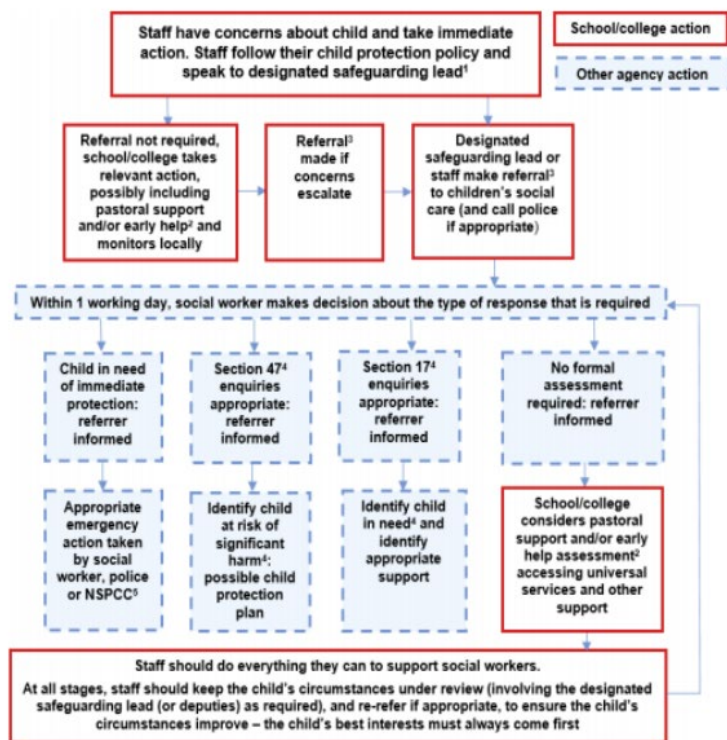 Staff have concerns about child and take immediate
action. Staff follow their child protection policy and
speak to designated safeguarding lead¹
School/college action
Other agency action
Referral not required,
school/college takes
relevant action,
possibly including
pastoral support
and/or early help² and
monitors locally
Referral³
made if
concerns
escalate
Designated
safeguarding lead or
staff make referral³
to children's social
care (and call police
if appropriate)
Within 1 working day, social worker makes decision about the type of response that is required
Child in need
of immediate
protection:
referrer
informed
Section 47⁴
enquiries
appropriate:
referrer
informed
Section 17⁴
enquiries
appropriate:
referrer
informed
No formal
assessment
required: referrer
informed
Appropriate
emergency
action taken
by social
worker, police
or NSPCC⁵
Identify child
at risk of
significant
harm⁴:
possible child
protection
plan
Identify child
in need⁴ and
identify
appropriate
support
School/college
considers pastoral
support and/or early
help assessment²
accessing universal
services and other
support
Staff should do everything they can to support social workers.
At all stages, staff should keep the child's circumstances under review (involving the designated
safeguarding lead (or deputies) as required), and re-refer if appropriate, to ensure the child's
circumstances improve – the child's best interests must always come first